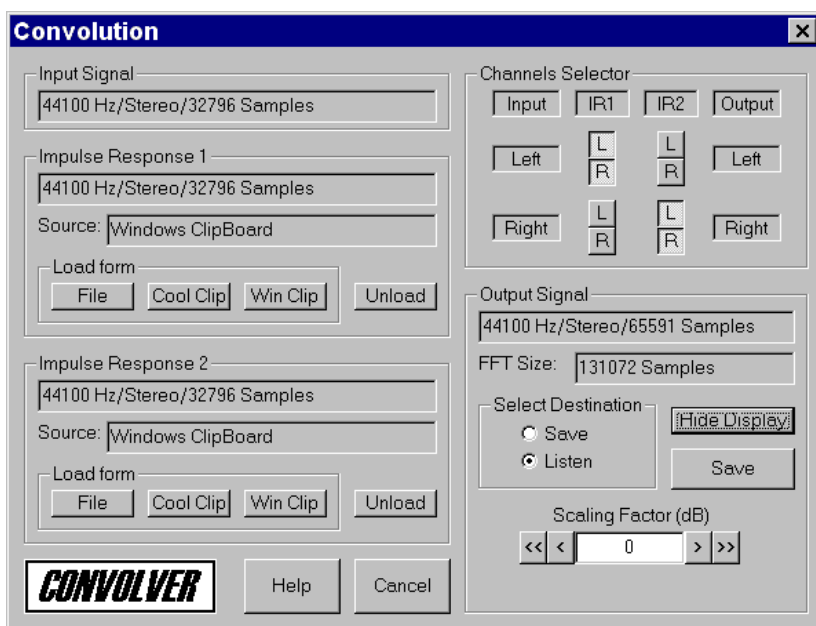 Convolution
Input Signal
44100 Hz/Stereo/32796 Samples
Impulse Response 1
44100 Hz/Stereo/32796 Samples
Source: Windows ClipBoard
Load form
File Cool Clip Win Clip Unload
Impulse Response 2
44100 Hz/Stereo/32796 Samples
Source: Windows ClipBoard
Load form
File Cool Clip Win Clip Unload
CONVOLVER Help Cancel
Channels Selector
Input IR1 IR2 Output
Left L R L R Left
Right L R L R Right
Output Signal
44100 Hz/Stereo/65591 Samples
FFT Size: 131072 Samples
Select Destination
Save
Listen
Hide Display
Save
Scaling Factor (dB)
<< < 0 > >>